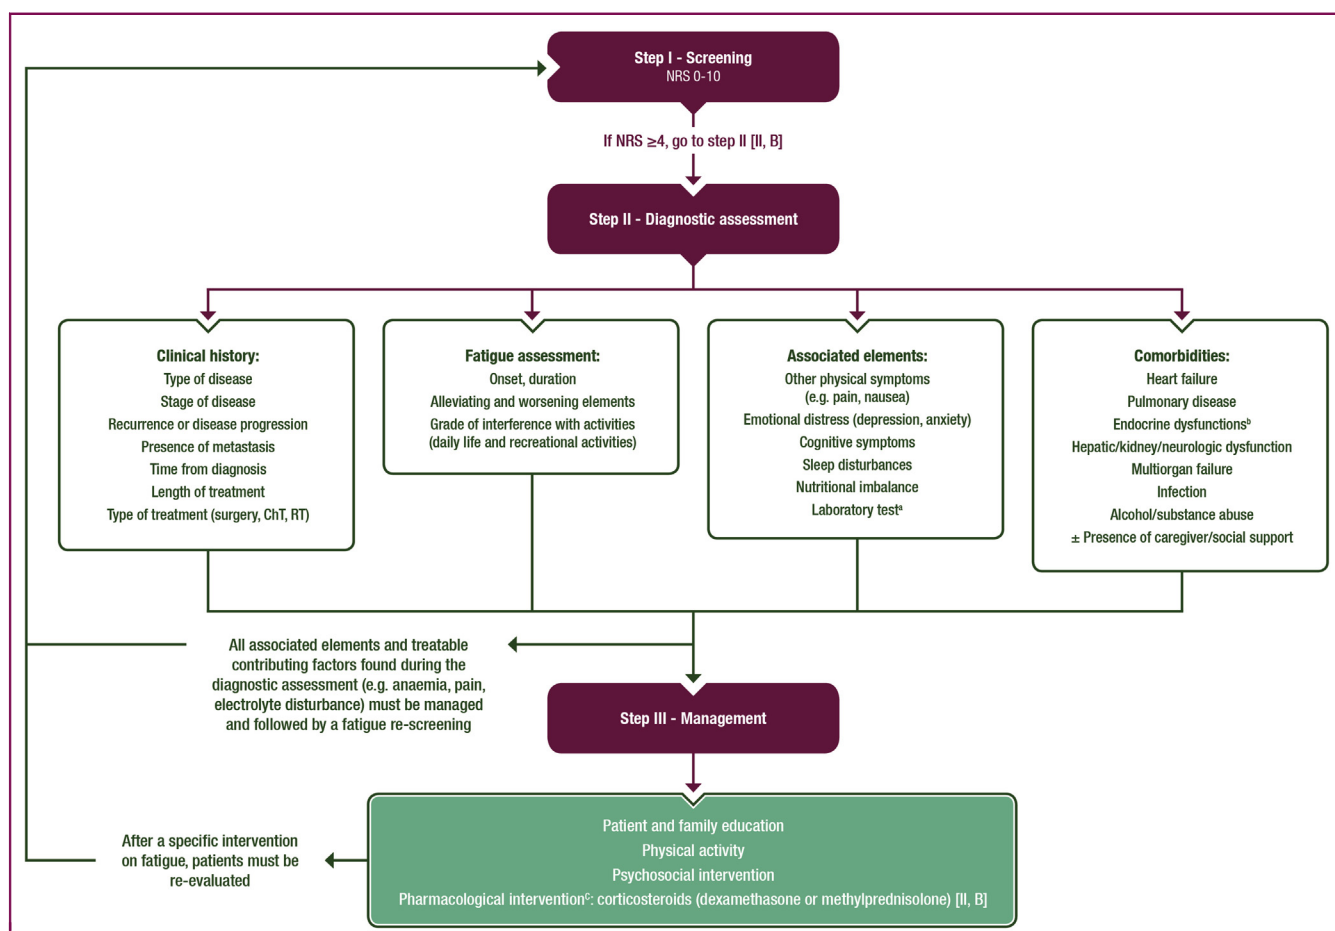 Step I - Screening
NRS 0-10
If NRS ≥4, go to step II [II, B]
Step II - Diagnostic assessment
Clinical history:
Type of disease
Stage of disease
Recurrence or disease progression
Presence of metastasis
Time from diagnosis
Length of treatment
Type of treatment (surgery, ChT, RT)
Fatigue assessment:
Onset, duration
Alleviating and worsening elements
Grade of interference with activities
(daily life and recreational activities)
Associated elements:
Other physical symptoms
(e.g. pain, nausea)
Emotional distress (depression, anxiety)
Cognitive symptoms
Sleep disturbances
Nutritional imbalance
Laboratory testᵃ
Comorbidities:
Heart failure
Pulmonary disease
Endocrine dysfunctionsᵇ
Hepatic/kidney/neurologic dysfunction
Multiorgan failure
Infection
Alcohol/substance abuse
± Presence of caregiver/social support
All associated elements and treatable
contributing factors found during the
diagnostic assessment (e.g. anaemia, pain,
electrolyte disturbance) must be managed
and followed by a fatigue re-screening
Step III - Management
Patient and family education
Physical activity
Psychosocial intervention
Pharmacological interventionᶜ: corticosteroids (dexamethasone or methylprednisolone) [II, B]
After a specific intervention
on fatigue, patients must be
re-evaluated